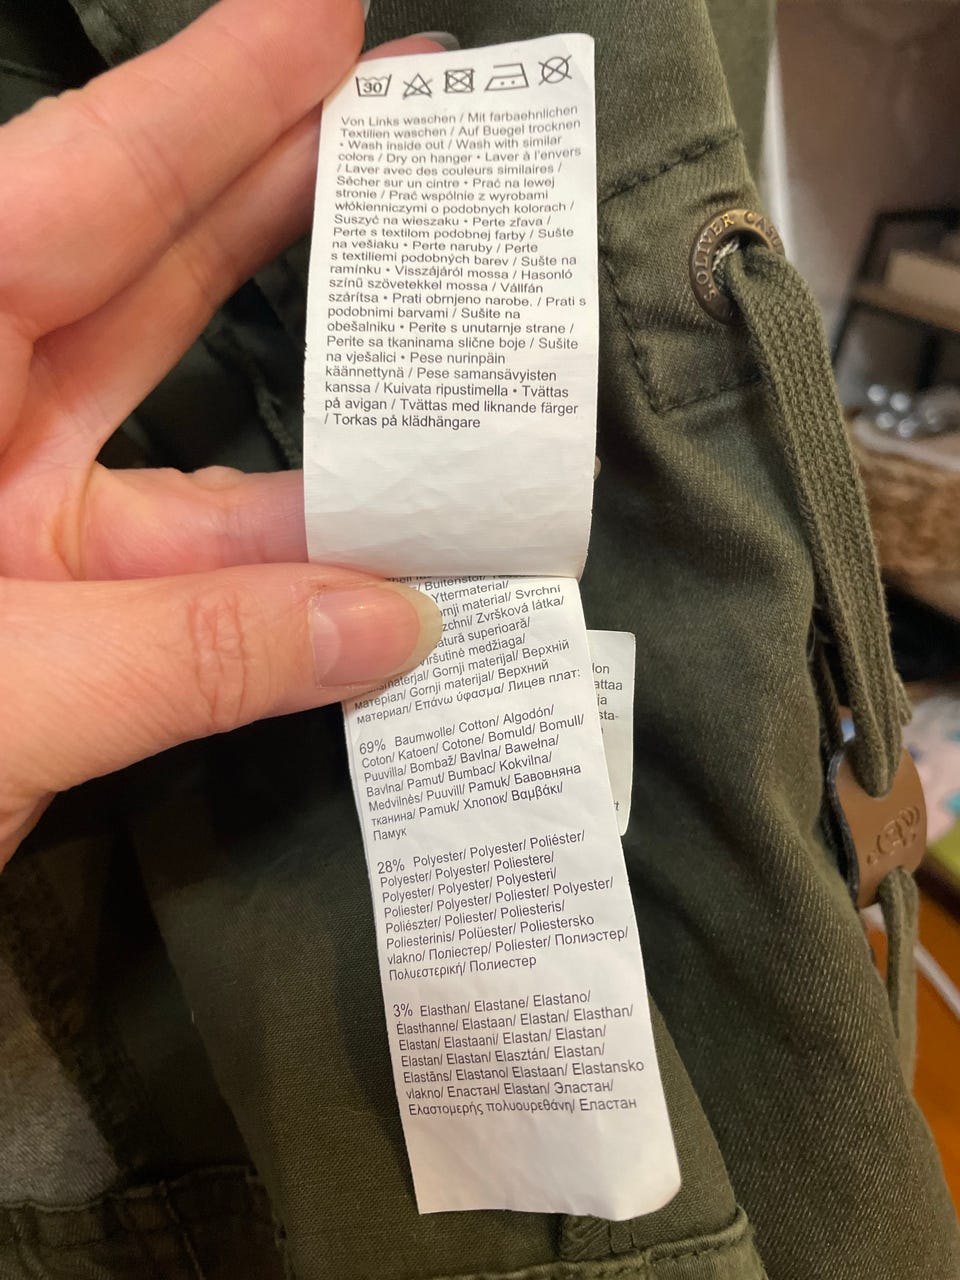 30
Von Links waschen / Mit farbaehnlichen
Textilien waschen / Auf Buegel trocknen
• Wash inside out / Wash with similar
colors / Dry on hanger • Laver à l'envers
/ Laver avec des couleurs similaires /
Sécher sur un cintre • Prać na lewej
stronie / Prać wspólnie z wyrobami
włókienniczymi o podobnych kolorach /
Suszyć na wieszaku • Perte zľava /
Perte s textilom podobnej farby / Sušte
na vešiaku • Perte naruby / Perte
s textiliemi podobných barev / Sušte na
ramínku • Visszájáról mossa / Hasonló
színű szövetekkel mossa / Vállfán
szárítsa • Prati obrnjeno narobe. / Prati s
podobnimi barvami / Sušite na
obešalniku • Perite s unutarnje strane /
Perite sa tkaninama slične boje / Sušite
na vješalici • Pese nurinpäin
käännettynä / Pese samansävyisten
kanssa / Kuivata ripustimella • Tvättas
på avigan / Tvättas med liknande färger
/ Torkas på klädhängare
S.OLIVER CAS
/ Buitenstof/
Yttermaterial/
material/ Svrchní
Zvršková látka/
superioară/
medžiaga/
Gornji materijal/ Верхній
материал/ Gornji materijal/ Верхний
материал/ Επάνω ύφασμα/ Лицев плат:
69% Baumwolle/ Cotton/ Algodón/
Coton/ Katoen/ Cotone/ Bomuld/ Bomull/
Puuvilla/ Bombaž/ Bavlna/ Bawełna/
Bavlna/ Pamut/ Bumbac/ Kokvilna/
Medvilnės/ Puuvill/ Pamuk/ Бавовняна
тканина/ Pamuk/ Хлопок/ Βαμβάκι/
Памук
28% Polyester/ Polyester/ Poliéster/
Polyester/ Polyester/ Poliestere/
Polyester/ Polyester/ Polyesteri/
Poliester/ Polyester/ Poliester/ Polyester/
Poliészter/ Poliester/ Poliesteris/
Poliesterinis/ Polüester/ Poliestersko
vlakno/ Поліестер/ Poliester/ Полиэстер/
Πολυεστερική/ Полиестер
3% Elasthan/ Elastane/ Elastano/
Élasthanne/ Elastaan/ Elastan/ Elasthan/
Elastan/ Elastaani/ Elastan/ Elastan/
Elastan/ Elastan/ Elasztán/ Elastan/
Elastāns/ Elastano/ Elastaan/ Elastansko
vlakno/ Еластан/ Elastan/ Эластан/
Ελαστομερής πολυουρεθάνη/ Еластан